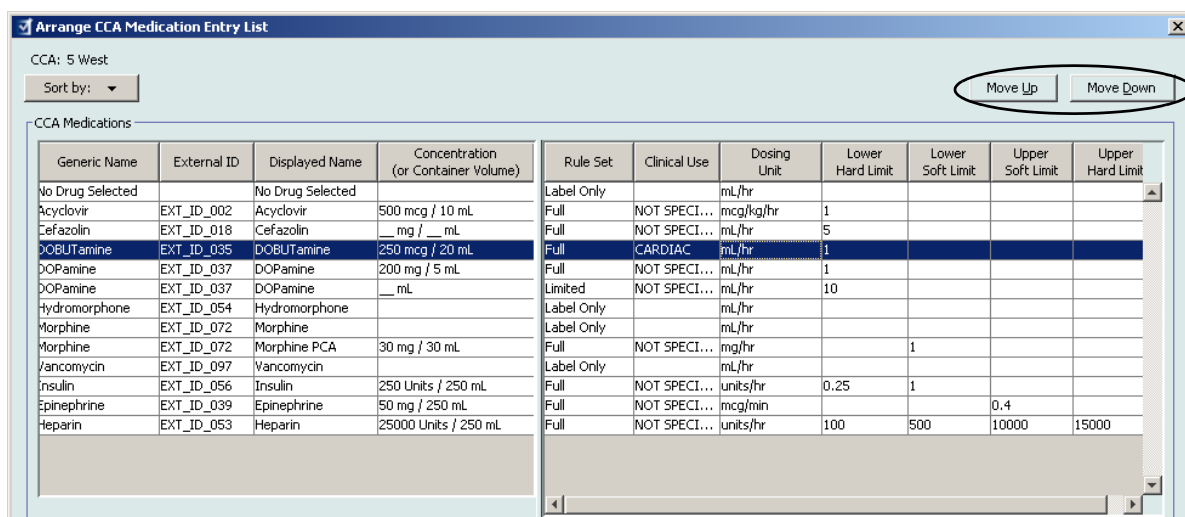 Arrange CCA Medication Entry List
CCA: 5 West
Sort by:
Move Up Move Down
CCA Medications
Generic Name External ID Displayed Name Concentration (or Container Volume) Rule Set Clinical Use Dosing Unit Lower Hard Limit Lower Soft Limit Upper Soft Limit Upper Hard Limit
No Drug Selected No Drug Selected Label Only mL/hr
Acyclovir EXT_ID_002 Acyclovir 500 mcg / 10 mL Full NOT SPECI... mcg/kg/hr 1
Cefazolin EXT_ID_018 Cefazolin __ mg / __ mL Full NOT SPECI... mL/hr 5
DOBUTamine EXT_ID_035 DOBUTamine 250 mcg / 20 mL Full CARDIAC mL/hr 1
DOPamine EXT_ID_037 DOPamine 200 mg / 5 mL Full NOT SPECI... mL/hr 1
DOPamine EXT_ID_037 DOPamine __ mL Limited NOT SPECI... mL/hr 10
Hydromorphone EXT_ID_054 Hydromorphone Label Only mL/hr
Morphine EXT_ID_072 Morphine Label Only mL/hr
Morphine EXT_ID_072 Morphine PCA 30 mg / 30 mL Full NOT SPECI... mg/hr 1
Vancomycin EXT_ID_097 Vancomycin Label Only mL/hr
Insulin EXT_ID_056 Insulin 250 Units / 250 mL Full NOT SPECI... units/hr 0.25 1
Epinephrine EXT_ID_039 Epinephrine 50 mg / 250 mL Full NOT SPECI... mcg/min 0.4
Heparin EXT_ID_053 Heparin 25000 Units / 250 mL Full NOT SPECI... units/hr 100 500 10000 15000